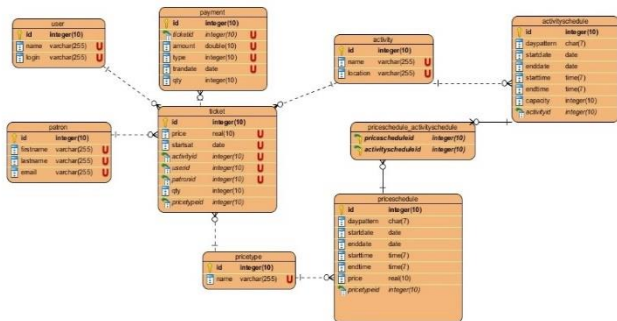 user
id integer(10)
name varchar(255) U
login varchar(255) U
payment
id integer(10)
ticketid integer(10) U
amount double(10) U
type integer(10) U
trandate date U
qty integer(10)
activity
id integer(10)
name varchar(255) U
location varchar(255) U
activityschedule
id integer(10)
daypattern char(7)
startdate date
enddate date
starttime time(7)
endtime time(7)
capacity integer(10)
activityid integer(10)
patron
id integer(10)
firstname varchar(255) U
lastname varchar(255) U
email varchar(255) U
ticket
id integer(10)
price real(10) U
startsat date U
activityid integer(10) U
userid integer(10) U
patronid integer(10) U
qty integer(10)
pricetypeid integer(10)
priceschedule_activityschedule
pricescheduleid integer(10)
activityscheduleid integer(10)
pricetype
id integer(10)
name varchar(255) U
priceschedule
id integer(10)
daypattern char(7)
startdate date
enddate date
starttime time(7)
endtime time(7)
price real(10)
pricetypeid integer(10)